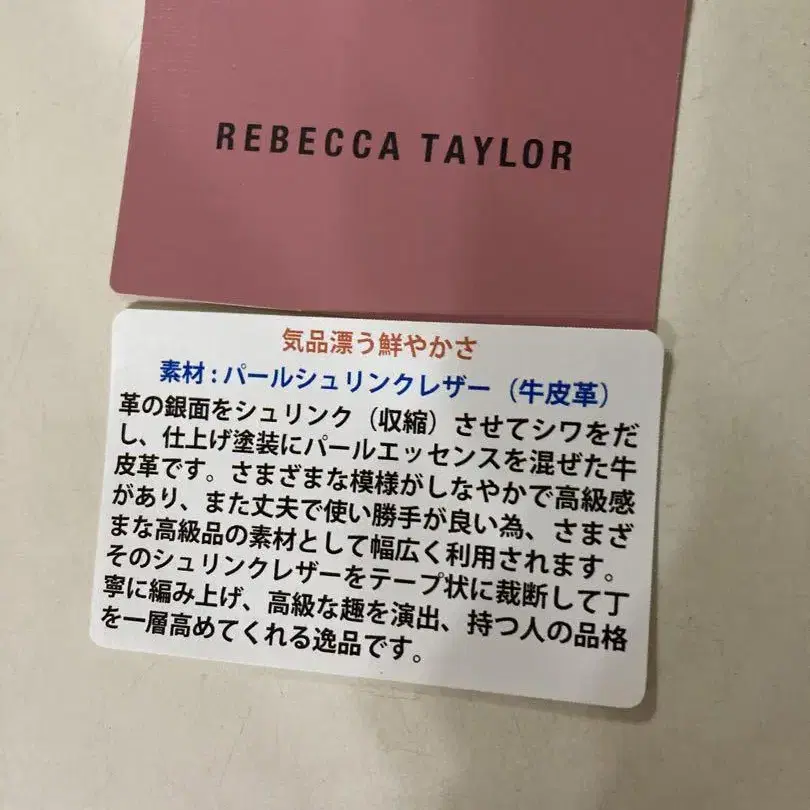 REBECCA TAYLOR
気品漂う鮮やかさ
素材:パールシュリンクレザー（牛皮革）
革の銀面をシュリンク（収縮）させてシワをだ
し、仕上げ塗装にパールエッセンスを混ぜた牛
皮革です。さまざまな模様がしなやかで高級感
があり、また丈夫で使い勝手が良い為、さまざ
まな高級品の素材として幅広く利用されます。
そのシュリンクレザーをテープ状に裁断して丁
寧に編み上げ、高級な趣を演出、持つ人の品格
を一層高めてくれる逸品です。